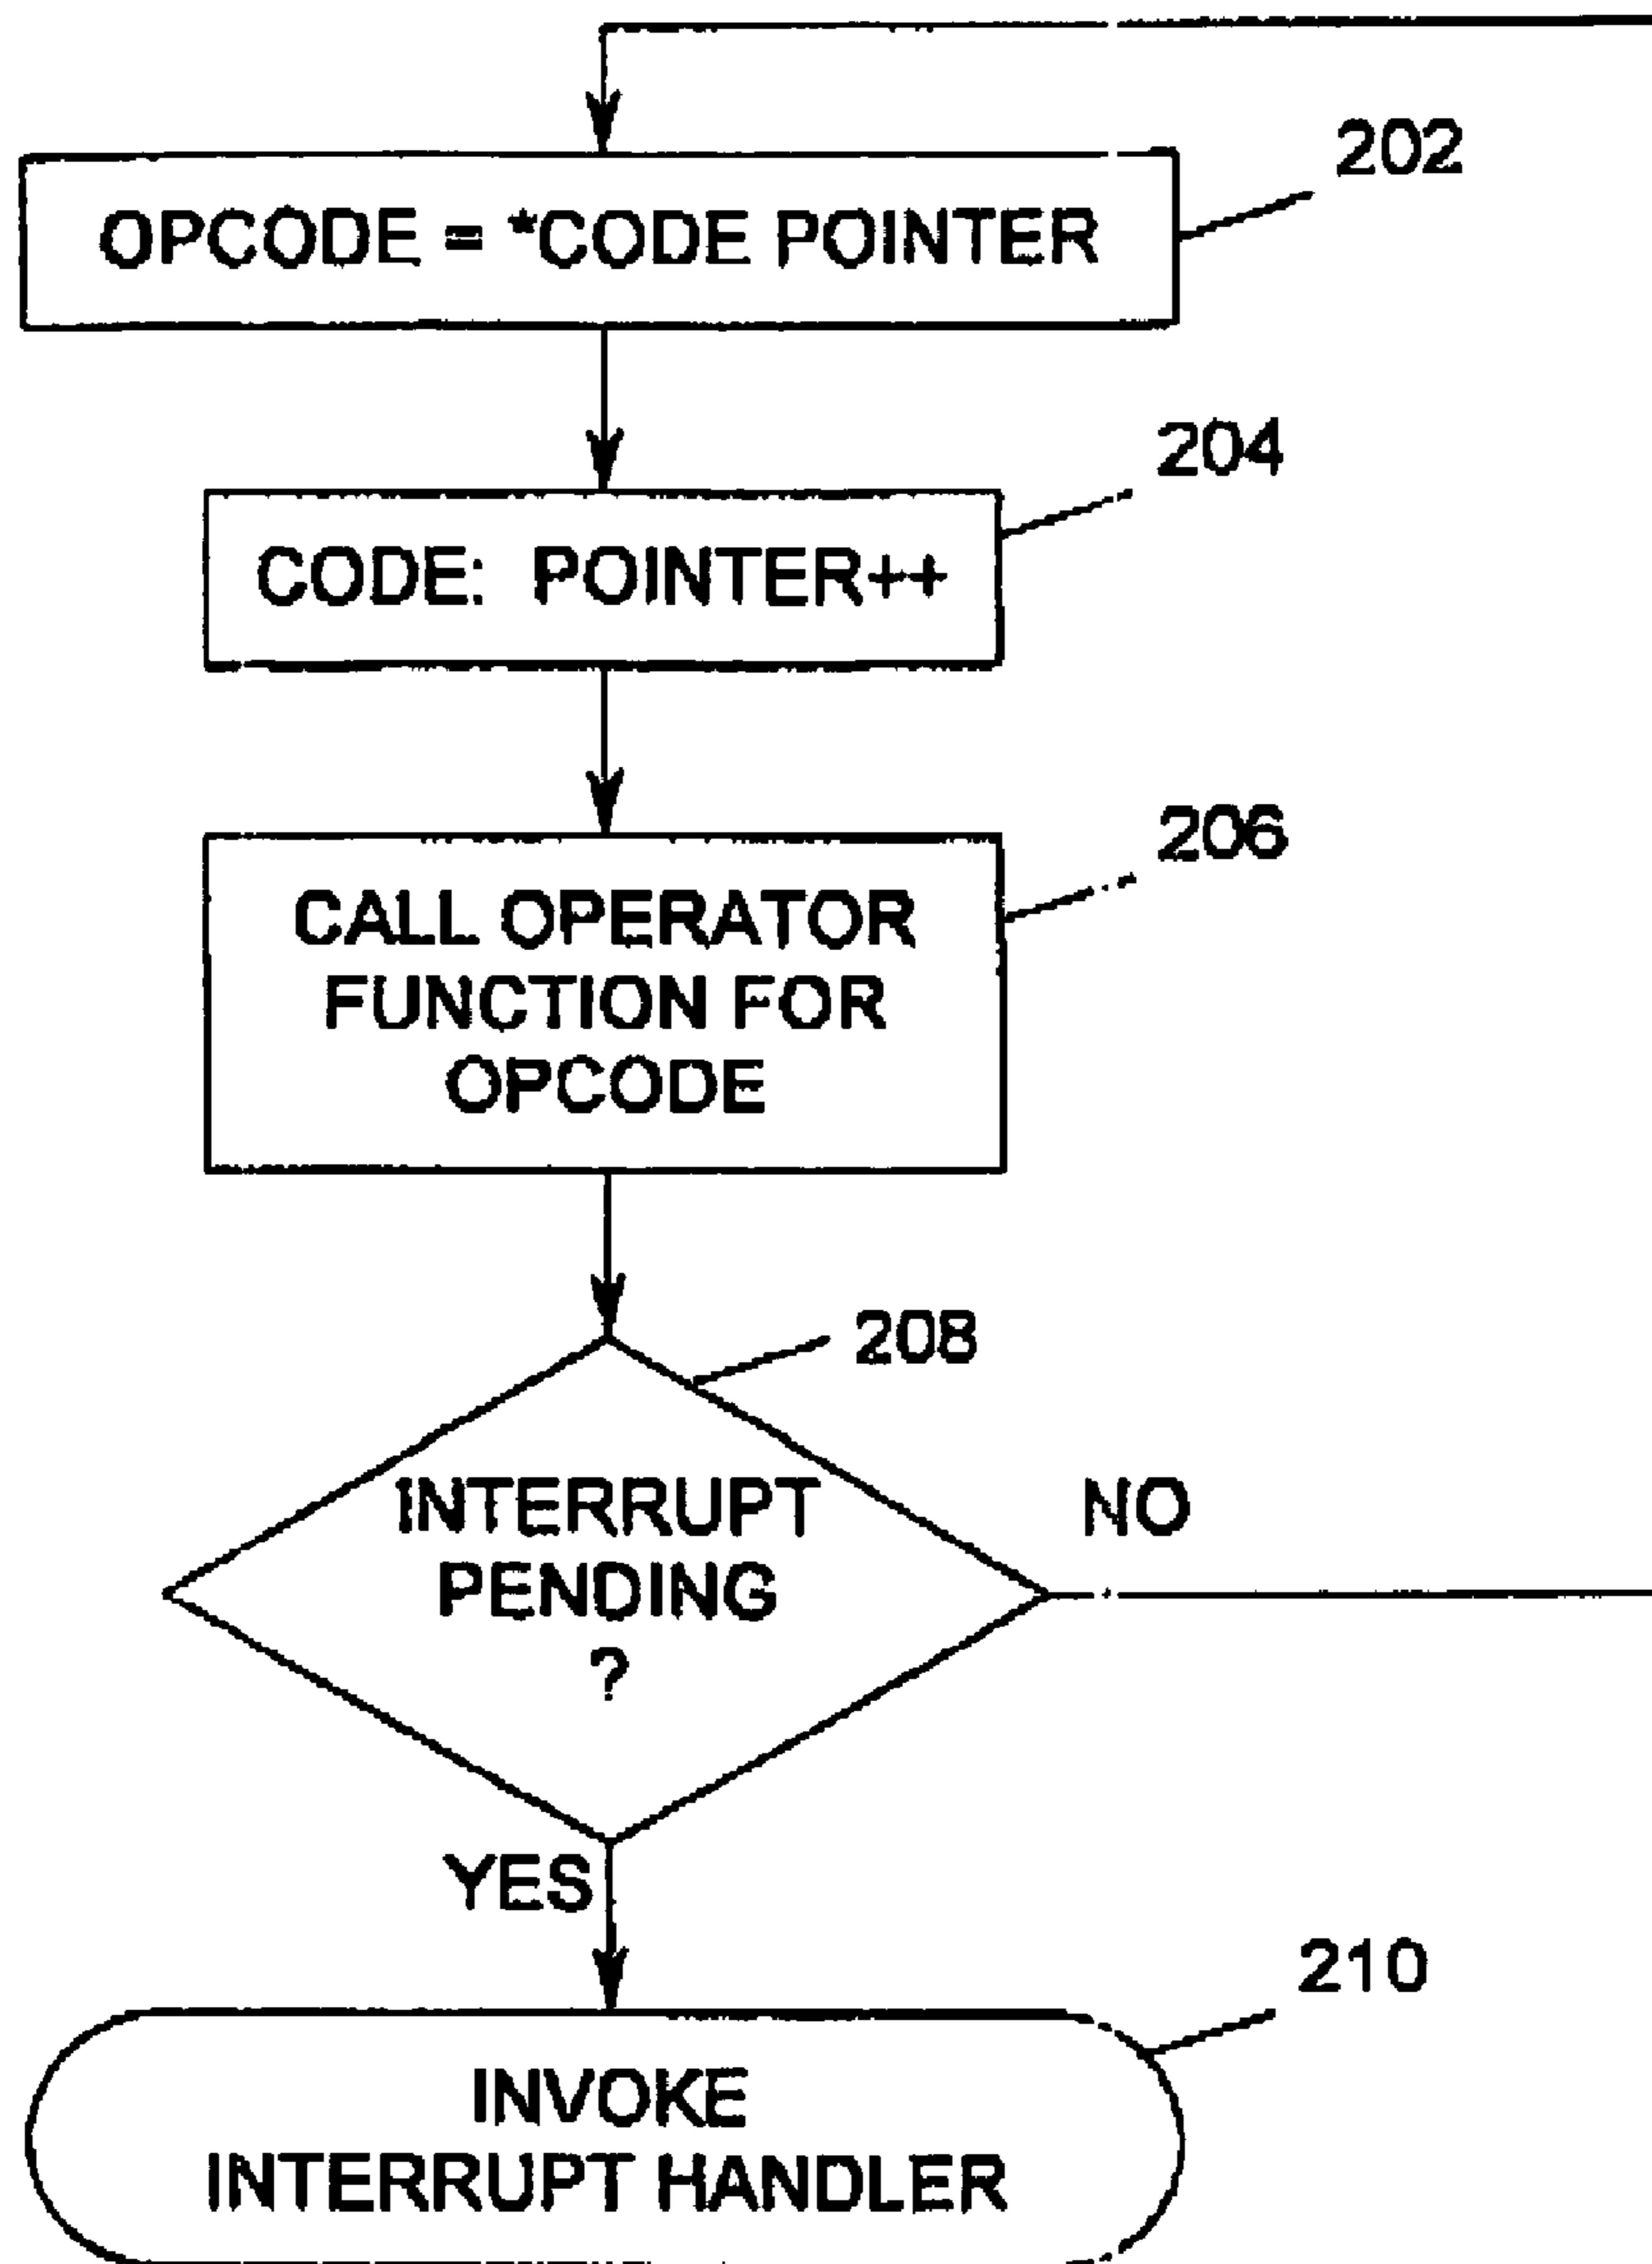 202
OPCODE = *CODE POINTER
204
CODE: POINTER++
206
CALL OPERATOR
FUNCTION FOR
OPCODE
208
INTERRUPT
PENDING
?
NO
YES
210
INVOKE
INTERRUPT HANDLER